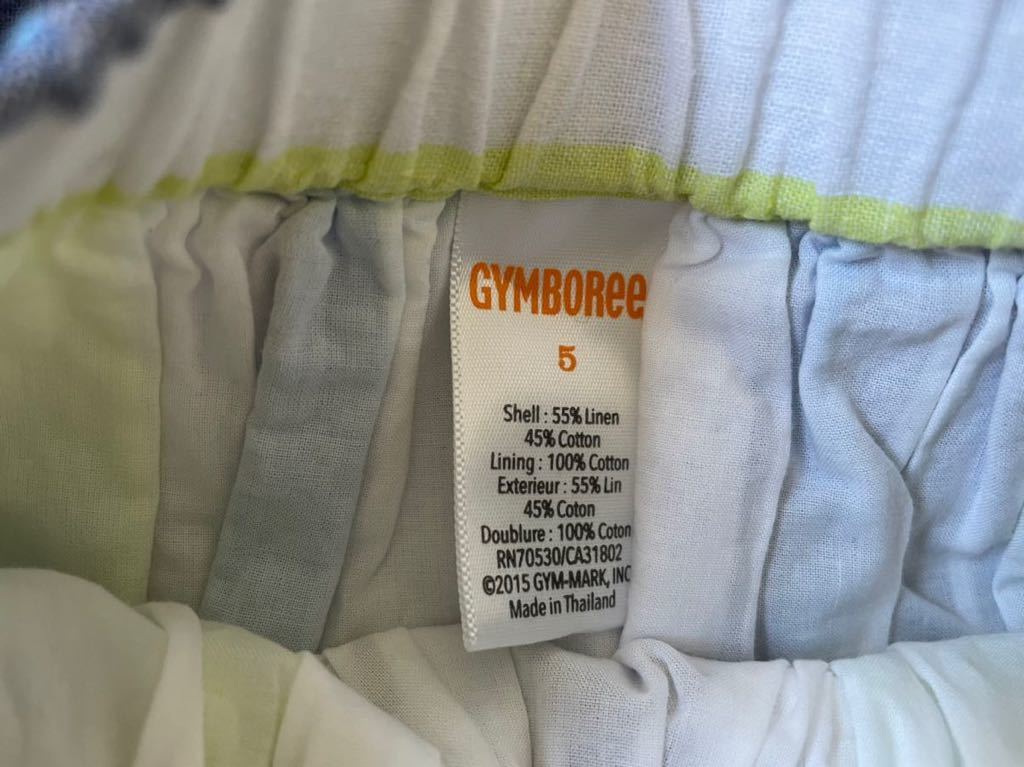 GYMBOREE
5
Shell : 55% Linen
45% Cotton
Lining : 100% Cotton
Exterieur : 55% Lin
45% Coton
Doublure : 100% Coton
RN70530/CA31802
©2015 GYM-MARK, INC
Made in Thailand